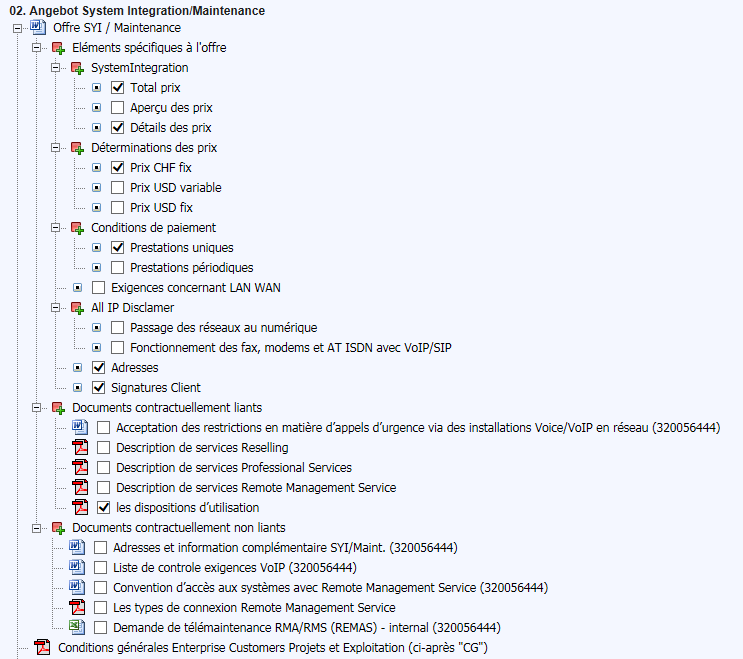 02. Angebot System Integration/Maintenance
Offre SYI / Maintenance
Eléments spécifiques à l'offre
SystemIntegration
Total prix
Aperçu des prix
Détails des prix
Déterminations des prix
Prix CHF fix
Prix USD variable
Prix USD fix
Conditions de paiement
Prestations uniques
Prestations périodiques
Exigences concernant LAN WAN
All IP Disclamer
Passage des réseaux au numérique
Fonctionnement des fax, modems et AT ISDN avec VoIP/SIP
Adresses
Signatures Client
Documents contractuellement liants
Acceptation des restrictions en matière d'appels d'urgence via des installations Voice/VoIP en réseau (320056444)
Description de services Reselling
Description de services Professional Services
Description de services Remote Management Service
les dispositions d'utilisation
Documents contractuellement non liants
Adresses et information complémentaire SYI/Maint. (320056444)
Liste de controle exigences VoIP (320056444)
Convention d'accès aux systèmes avec Remote Management Service (320056444)
Les types de connexion Remote Management Service
Demande de télémaintenance RMA/RMS (REMAS) - internal (320056444)
Conditions générales Enterprise Customers Projets et Exploitation (ci-après "CG")